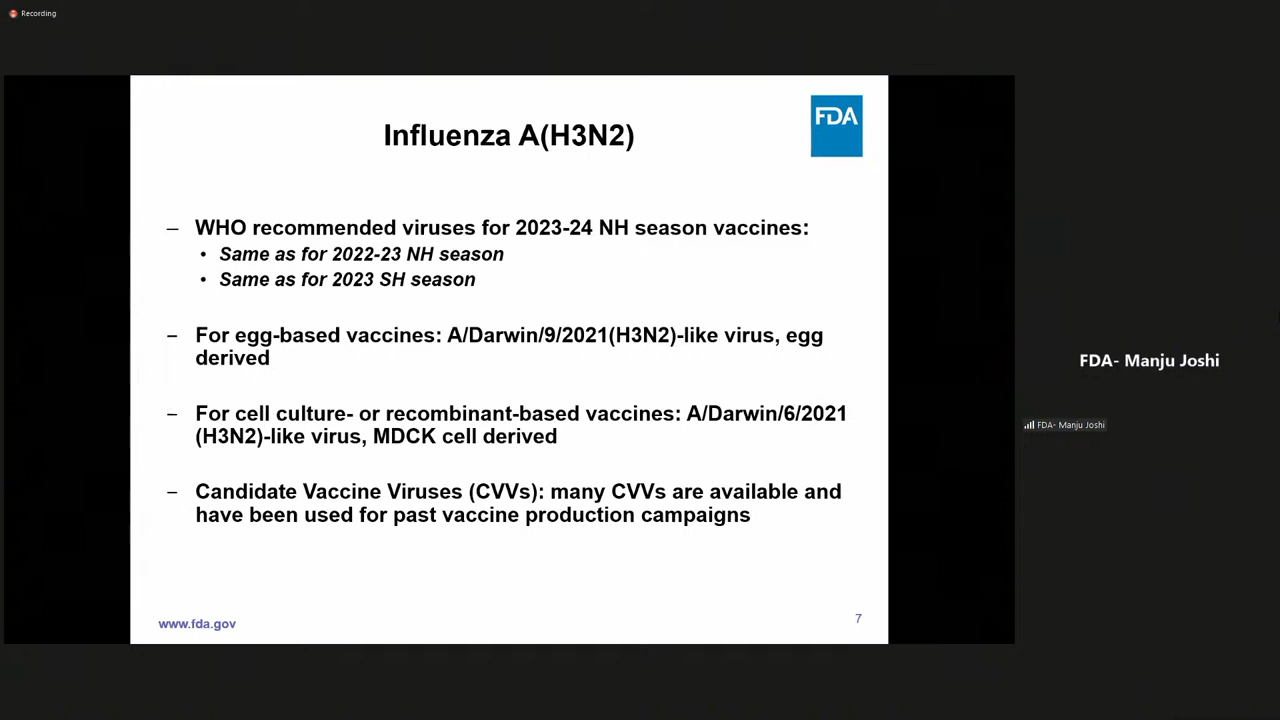 Recording
Influenza A(H3N2)
FDA
– WHO recommended viruses for 2023-24 NH season vaccines:
• Same as for 2022-23 NH season
• Same as for 2023 SH season
– For egg-based vaccines: A/Darwin/9/2021(H3N2)-like virus, egg
derived
– For cell culture- or recombinant-based vaccines: A/Darwin/6/2021
(H3N2)-like virus, MDCK cell derived
– Candidate Vaccine Viruses (CVVs): many CVVs are available and
have been used for past vaccine production campaigns
www.fda.gov
7
FDA- Manju Joshi
FDA- Manju Joshi